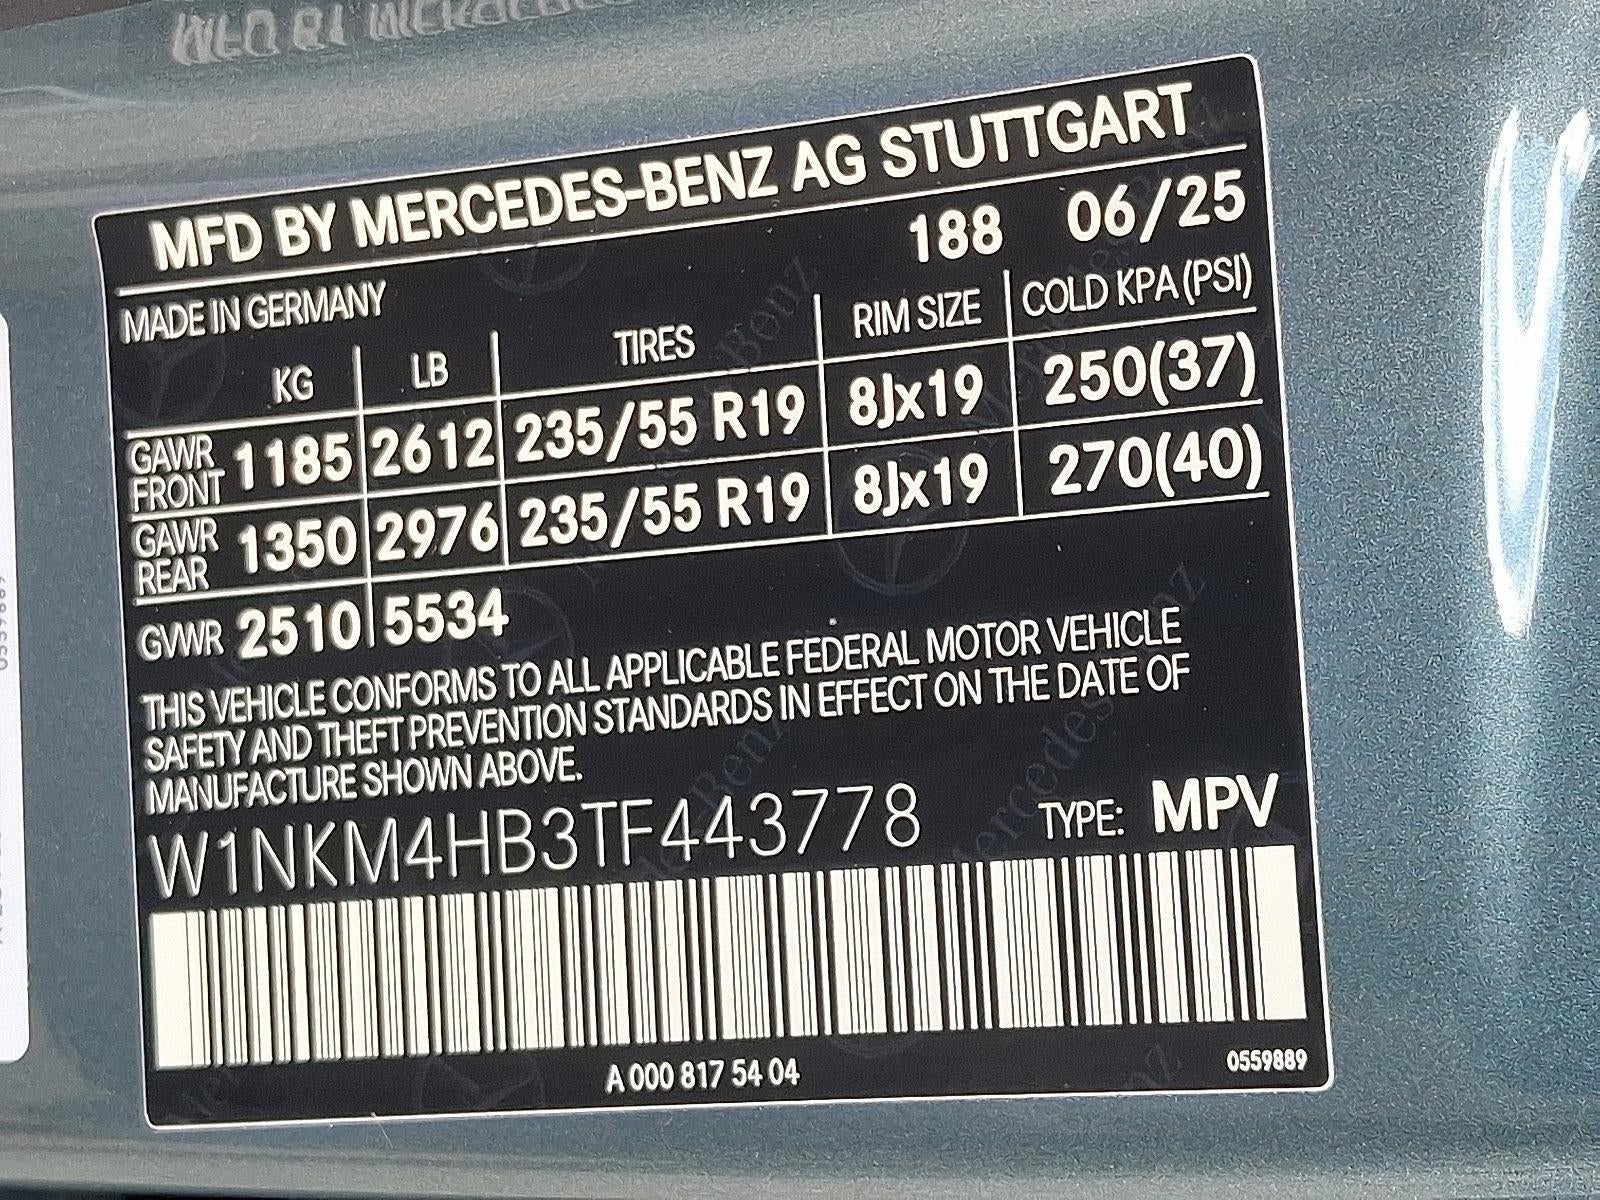 MFD BY MERCEDES-BENZ AG STUTTGART
188 06/25
MADE IN GERMANY
KG LB TIRES RIM SIZE COLD KPA (PSI)
GAWR FRONT 1185 2612 235/55 R19 8Jx19 250(37)
GAWR REAR 1350 2976 235/55 R19 8Jx19 270(40)
GVWR 2510 5534
THIS VEHICLE CONFORMS TO ALL APPLICABLE FEDERAL MOTOR VEHICLE
SAFETY AND THEFT PREVENTION STANDARDS IN EFFECT ON THE DATE OF
MANUFACTURE SHOWN ABOVE.
W1NKM4HB3TF443778 TYPE: MPV
A 000 817 54 04 0559889